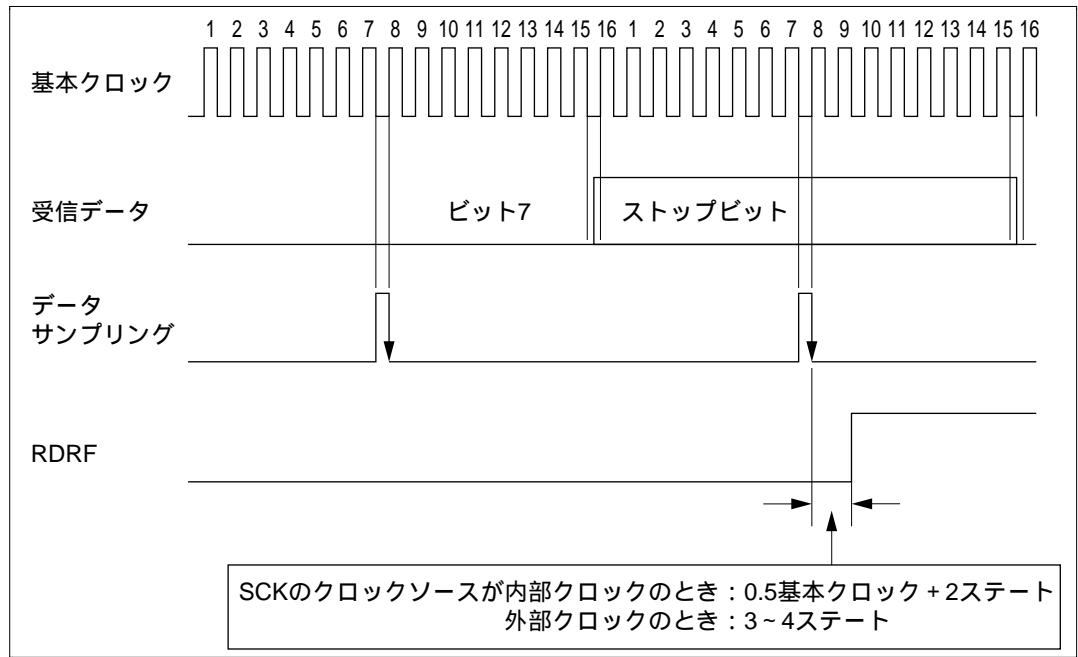 1 2 3 4 5 6 7 8 9 10 11 12 13 14 15 16 1 2 3 4 5 6 7 8 9 10 11 12 13 14 15 16
基本クロック
受信データ
ビット7
ストップビット
データ
サンプリング
RDRF
SCKのクロックソースが内部クロックのとき：0.5基本クロック + 2ステート
外部クロックのとき：3~4ステート